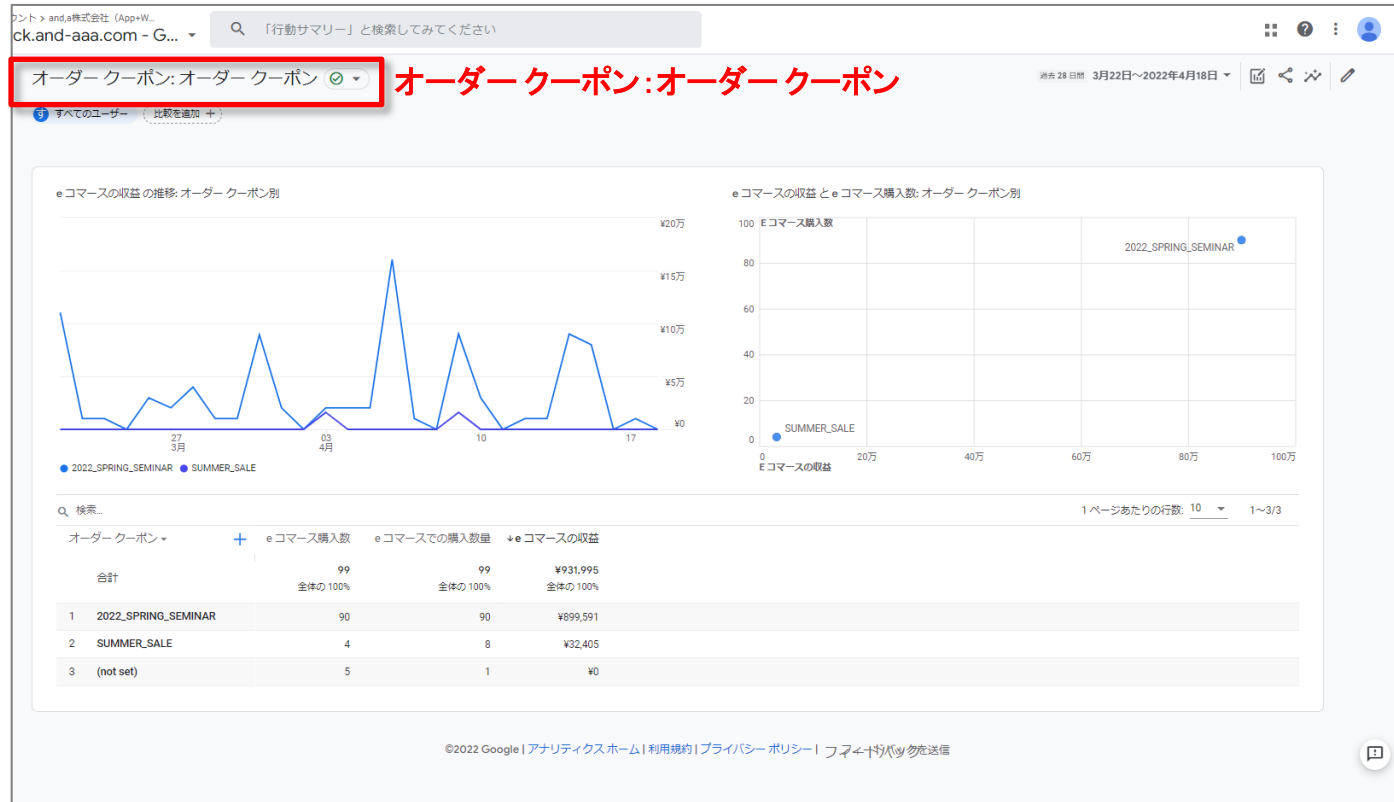 ウント > and,a株式会社（App+W...
ck.and-aaa.com - G...
「行動サマリー」と検索してみてください
オーダー クーポン: オーダー クーポン
オーダー クーポン：オーダー クーポン
過去 28 日間 3月22日～2022年4月18日
すべてのユーザー
比較を追加 +
e コマースの収益 の推移: オーダー クーポン別
¥20万
¥15万
¥10万
¥5万
¥0
27
3月
03
4月
10
17
2022_SPRING_SEMINAR SUMMER_SALE
e コマースの収益 と e コマース購入数: オーダー クーポン別
E コマース購入数
100
80
60
40
20
0
2022_SPRING_SEMINAR
SUMMER_SALE
0 20万 40万 60万 80万 100万
E コマースの収益
検索...
1 ページあたりの行数: 10 1～3/3
オーダー クーポン + e コマース購入数 e コマースでの購入数量 ↓e コマースの収益
合計 99 99 ¥931,995
全体の 100% 全体の 100% 全体の 100%
1 2022_SPRING_SEMINAR 90 90 ¥899,591
2 SUMMER_SALE 4 8 ¥32,405
3 (not set) 5 1 ¥0
©2022 Google | アナリティクス ホーム | 利用規約 | プライバシー ポリシー | フィードバックを送信